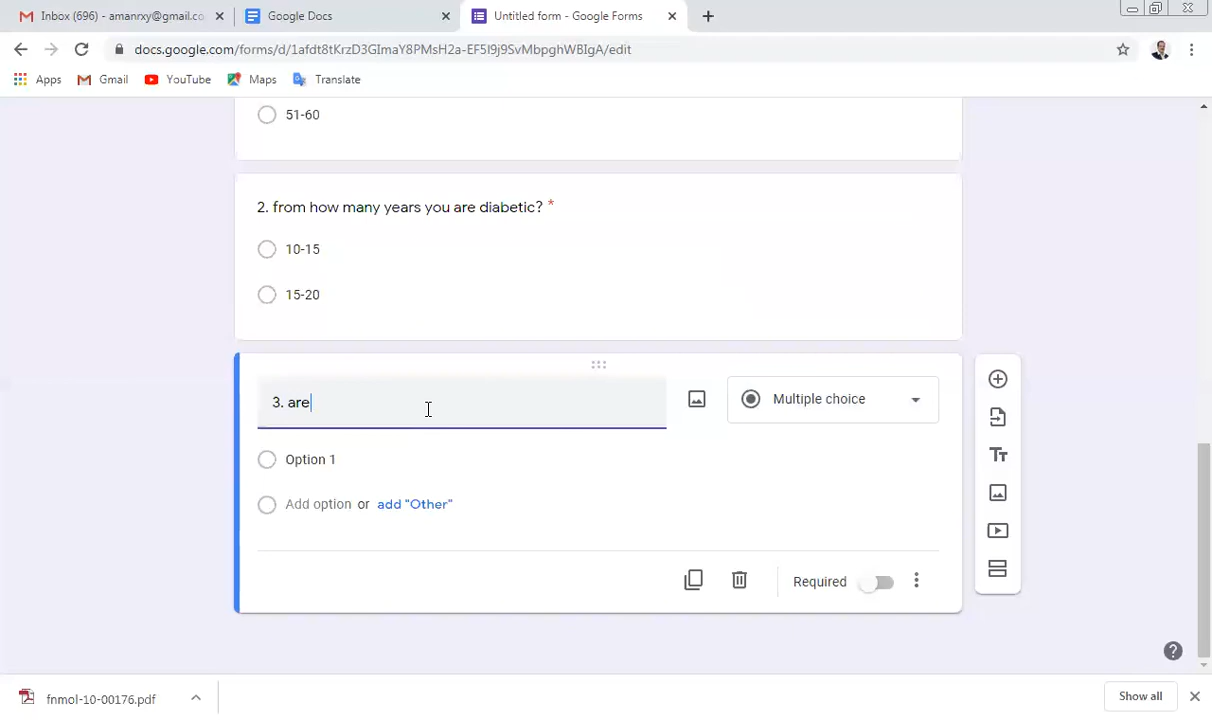 Inbox (696) - amanrxy@gmail.co
Google Docs
Untitled form - Google Forms
docs.google.com/forms/d/1afdt8tKrzD3GImaY8PMsH2a-EF5I9j9SvMbpghWBIgA/edit
Apps
Gmail
YouTube
Maps
Translate
51-60
2. from how many years you are diabetic? *
10-15
15-20
3. are
Multiple choice
Option 1
Add option or add "Other"
Required
fnmol-10-00176.pdf
Show all